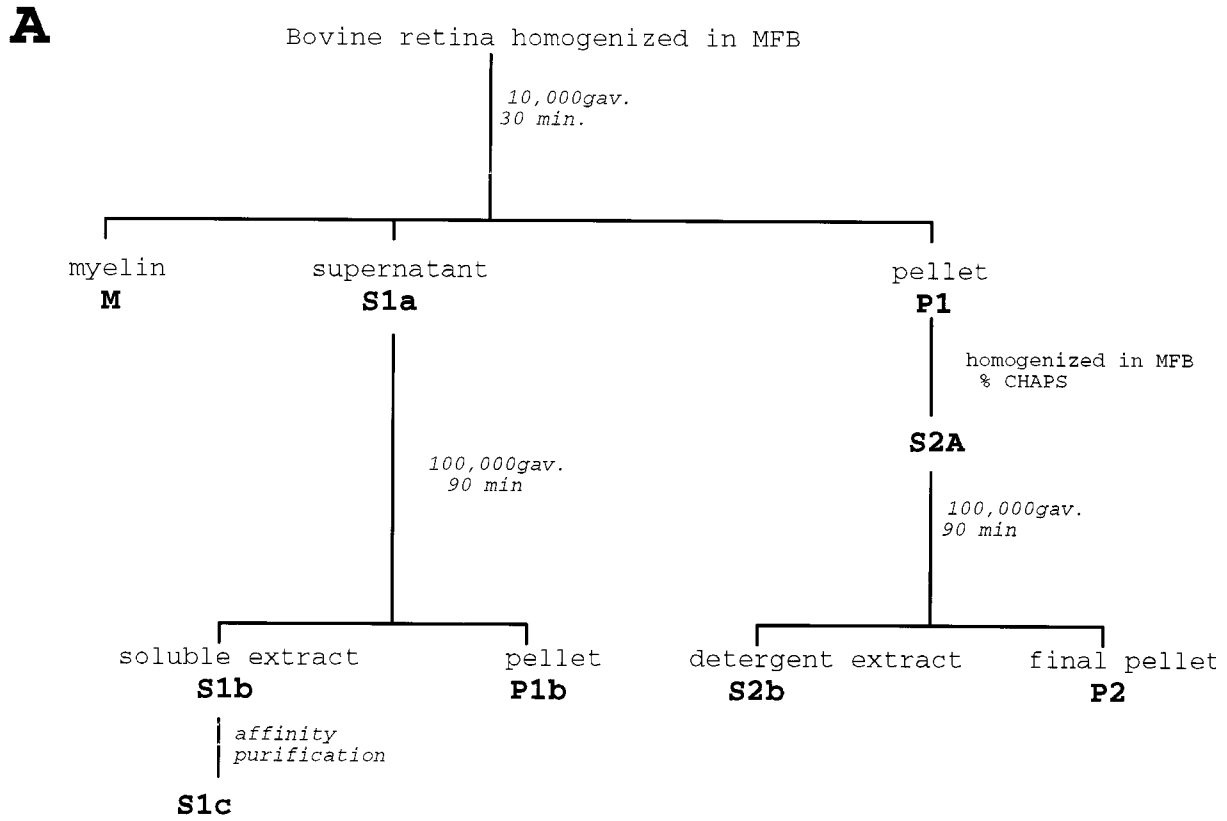 A
Bovine retina homogenized in MFB
10,000gav.
30 min.
myelin
M
supernatant
S1a
pellet
P1
homogenized in MFB
% CHAPS
S2A
100,000gav.
90 min
100,000gav.
90 min
soluble extract
S1b
pellet
P1b
detergent extract
S2b
final pellet
P2
affinity
purification
S1c